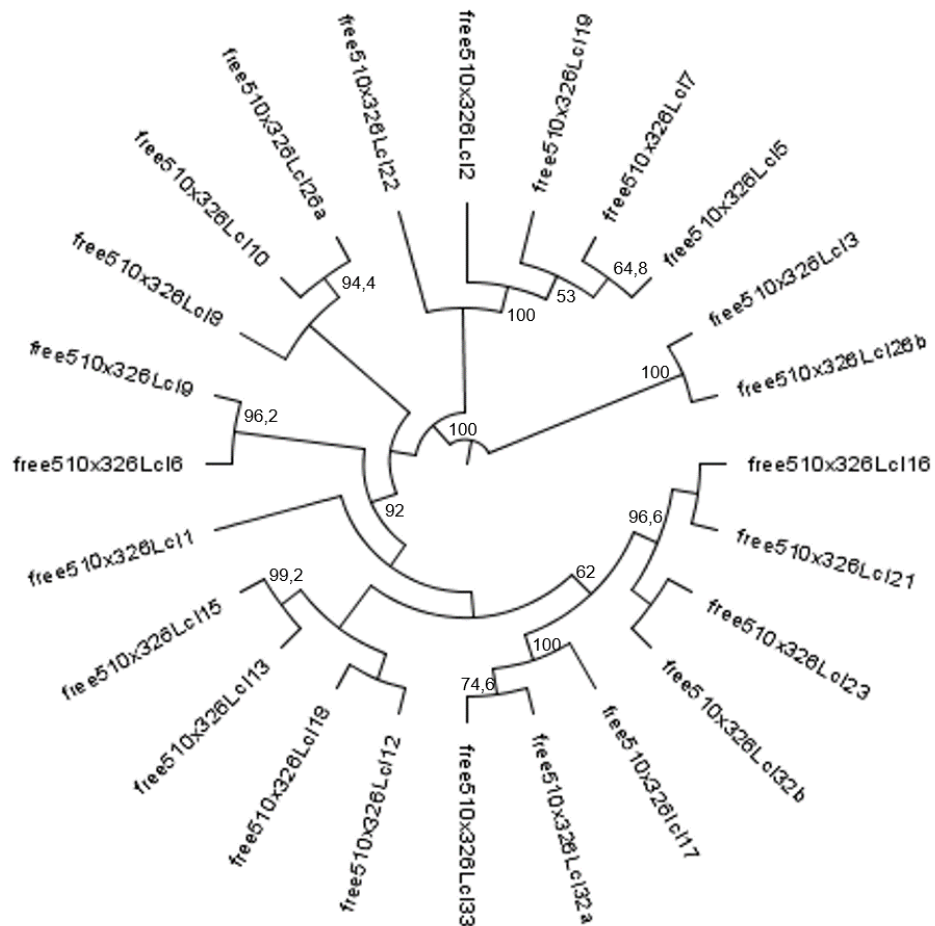 free510x326Lcl22
free510x326Lcl2
free510x326Lcl19
free510x326Lcl7
free510x326Lcl5
free510x326Lcl3
free510x326Lcl26b
free510x326Lcl16
free510x326Lcl21
free510x326Lcl23
free510x326Lcl32b
free510x326lcl17
free510x326Lcl32a
free510x326Lcl33
free510x326Lcl12
free510x326Lcl18
free510x326Lcl13
free510x326Lcl15
free510x326Lcl1
free510x326Lcl6
free510x326Lcl9
free510x326Lcl8
free510x326Lcl10
free510x326Lcl26a
94,4
100
53
64,8
100
100
96,2
92
96,6
62
99,2
100
74,6